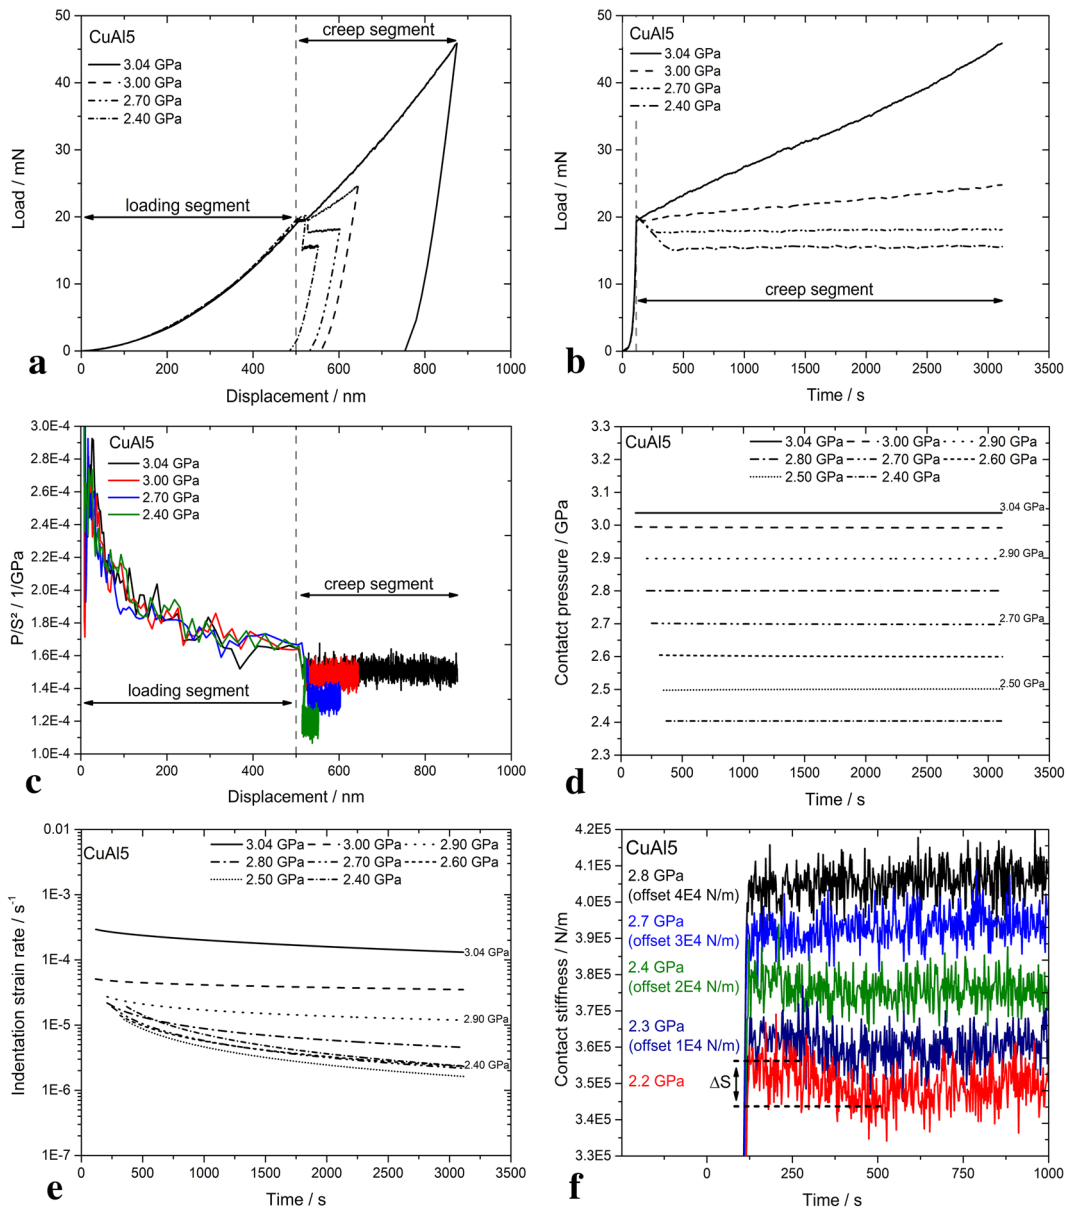 50
40
30
20
10
0
Load / mN
CuAl5
3.04 GPa
3.00 GPa
2.70 GPa
2.40 GPa
creep segment
loading segment
0 200 400 600 800 1000
Displacement / nm
a
50
40
30
20
10
0
Load / mN
CuAl5
3.04 GPa
3.00 GPa
2.70 GPa
2.40 GPa
creep segment
0 500 1000 1500 2000 2500 3000 3500
Time / s
b
3.0E-4
2.8E-4
2.6E-4
2.4E-4
2.2E-4
2.0E-4
1.8E-4
1.6E-4
1.4E-4
1.2E-4
1.0E-4
P/S² / 1/GPa
CuAl5
3.04 GPa
3.00 GPa
2.70 GPa
2.40 GPa
creep segment
loading segment
0 200 400 600 800 1000
Displacement / nm
c
3.3
3.2
3.1
3.0
2.9
2.8
2.7
2.6
2.5
2.4
2.3
Contatct pressure / GPa
CuAl5
3.04 GPa 3.00 GPa 2.90 GPa
2.80 GPa 2.70 GPa 2.60 GPa
2.50 GPa 2.40 GPa
3.04 GPa
2.90 GPa
2.70 GPa
2.50 GPa
0 500 1000 1500 2000 2500 3000 3500
Time / s
d
0.01
1E-3
1E-4
1E-5
1E-6
1E-7
Indentation strain rate / s⁻¹
CuAl5
3.04 GPa 3.00 GPa 2.90 GPa
2.80 GPa 2.70 GPa 2.60 GPa
2.50 GPa 2.40 GPa
3.04 GPa
2.90 GPa
2.40 GPa
0 500 1000 1500 2000 2500 3000 3500
Time / s
e
4.2E5
4.1E5
4.0E5
3.9E5
3.8E5
3.7E5
3.6E5
3.5E5
3.4E5
3.3E5
Contact stiffness / N/m
CuAl5
2.8 GPa
(offset 4E4 N/m)
2.7 GPa
(offset 3E4 N/m)
2.4 GPa
(offset 2E4 N/m)
2.3 GPa
(offset 1E4 N/m)
2.2 GPa
ΔS
0 250 500 750 1000
Time / s
f